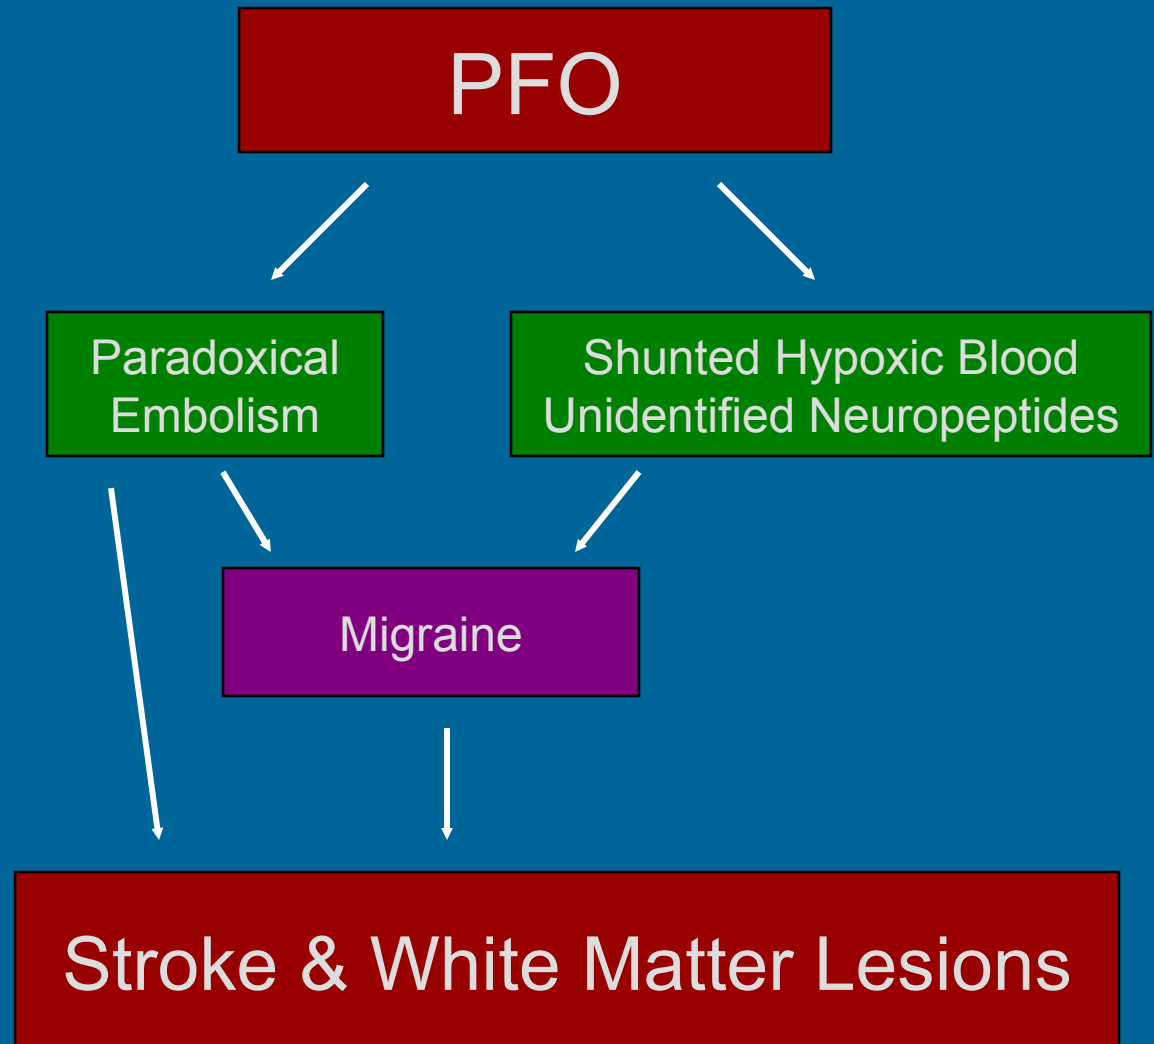 PFO
Paradoxical
Embolism
Shunted Hypoxic Blood
Unidentified Neuropeptides
Migraine
Stroke & White Matter Lesions